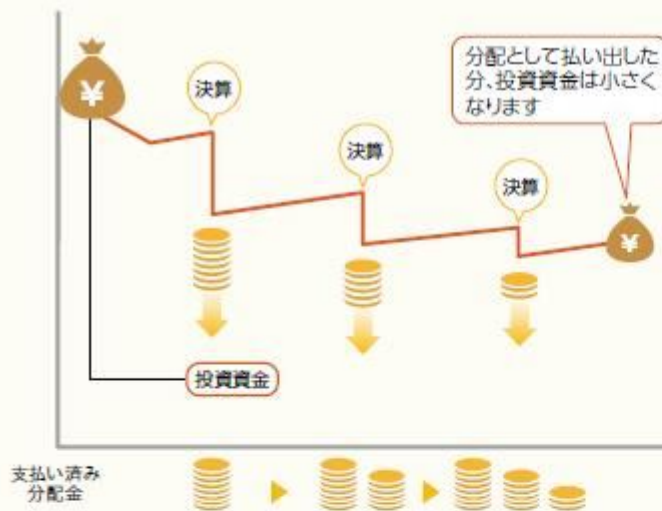 ¥
決算
分配として払い出した
分、投資資金は小さく
なります
決算
決算
¥
投資資金
支払い済み
分配金